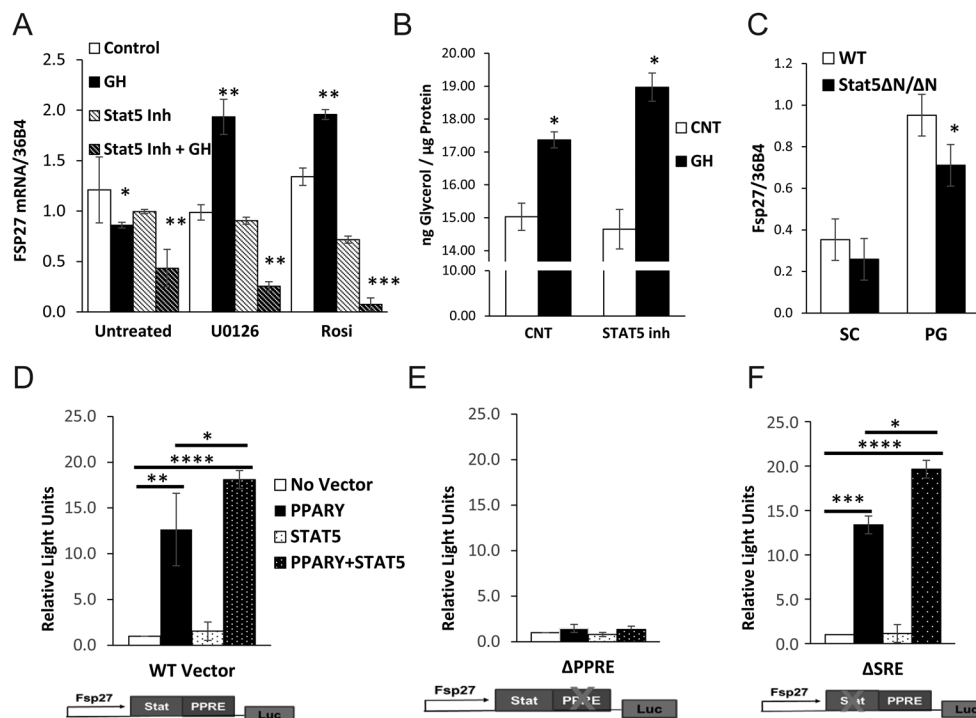 A
Control
GH
Stat5 Inh
Stat5 Inh + GH
FSP27 mRNA/36B4
2.5
2.0
1.5
1.0
0.5
0.0
*
**
**
**
**
***
Untreated
U0126
Rosi
B
ng Glycerol / µg Protein
20.00
19.00
18.00
17.00
16.00
15.00
14.00
10.00
10.00
*
*
CNT
GH
CNT
STAT5 inh
C
WT
Stat5ΔN/ΔN
Fsp27/36B4
1.2
1.0
0.8
0.6
0.4
0.2
0.0
*
SC
PG
D
Relative Light Units
25.0
20.0
15.0
10.0
5.0
0.0
*
****
**
No Vector
PPARY
STAT5
PPARY+STAT5
WT Vector
Fsp27
Stat
PPRE
Luc
E
Relative Light Units
25.0
20.0
15.0
10.0
5.0
0.0
ΔPPRE
Fsp27
Stat
PPRE
Luc
F
Relative Light Units
25.0
20.0
15.0
10.0
5.0
0.0
*
****
***
ΔSRE
Fsp27
Stat
PPRE
Luc